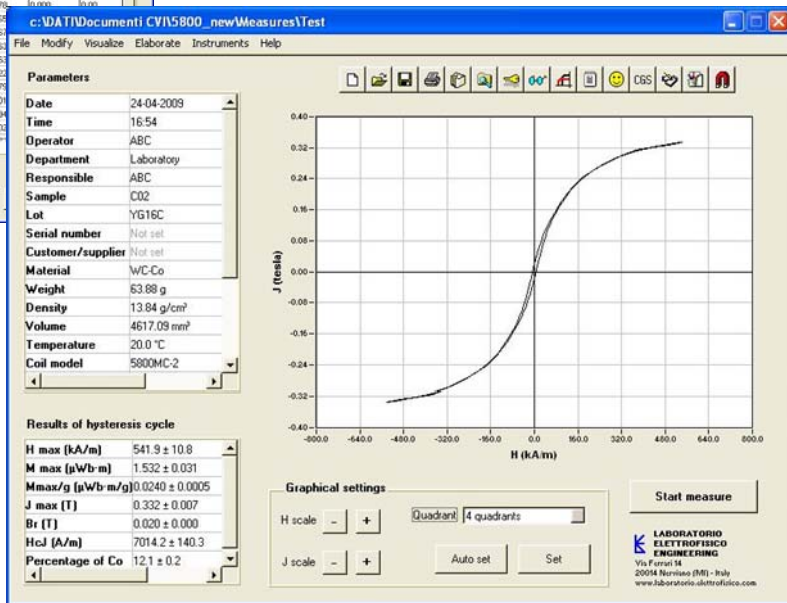 c:\DATI\Documenti CVI\5800_new\Measures\Test
File Modify Visualize Elaborate Instruments Help
Parameters
Date 24-04-2009
Time 16:54
Operator ABC
Department Laboratory
Responsible ABC
Sample C02
Lot YG16C
Serial number Not set
Customer/supplier Not set
Material WC-Co
Weight 63.88 g
Density 13.84 g/cm³
Volume 4617.09 mm³
Temperature 20.0 °C
Coil model 5800MC-2
Results of hysteresis cycle
H max (kA/m) 541.9 ± 10.8
M max (µWb·m) 1.532 ± 0.031
Mmax/g (µWb·m/g) 0.0240 ± 0.0005
J max (T) 0.332 ± 0.007
Br (T) 0.020 ± 0.000
HcJ (A/m) 7014.2 ± 140.3
Percentage of Co 12.1 ± 0.2
CGS
J (tesla)
0.40
0.32
0.24
0.16
0.08
0.00
-0.08
-0.16
-0.24
-0.32
-0.40
-800.0 -640.0 -480.0 -320.0 -160.0 0.0 160.0 320.0 480.0 640.0 800.0
H (kA/m)
Graphical settings
H scale - +
Quadrant 4 quadrants
J scale - +
Auto set Set
Start measure
LABORATORIO
ELETTROFISICO
ENGINEERING
Via Ferrari 14
20014 Nerviano (MI) - Italy
www.laboratorio.elettrofisico.com